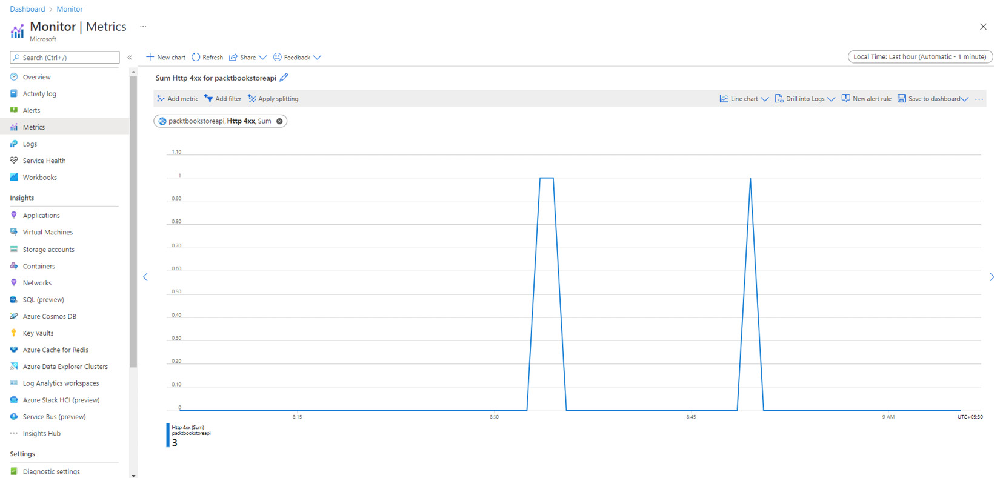 Dashboard > Monitor
Monitor | Metrics ...
Microsoft
Search (Ctrl+/) «
Overview
Activity log
Alerts
Metrics
Logs
Service Health
Workbooks
Insights
Applications
Virtual Machines
Storage accounts
Containers
Networks
SQL (preview)
Azure Cosmos DB
Key Vaults
Azure Cache for Redis
Azure Data Explorer Clusters
Log Analytics workspaces
Azure Stack HCI (preview)
Service Bus (preview)
Insights Hub
Settings
Diagnostic settings
New chart Refresh Share Feedback Local Time: Last hour (Automatic - 1 minute)
Sum Http 4xx for packtbookstoreapi
Add metric Add filter Apply splitting Line chart Drill into Logs New alert rule Save to dashboard ...
packtbookstoreapi, Http 4xx, Sum
1.10
1
0.90
0.80
0.70
0.60
0.50
0.40
0.30
0.20
0.10
0
8:15 8:30 8:45 9 AM UTC+05:30
Http 4xx (Sum)
packtbookstoreapi
3